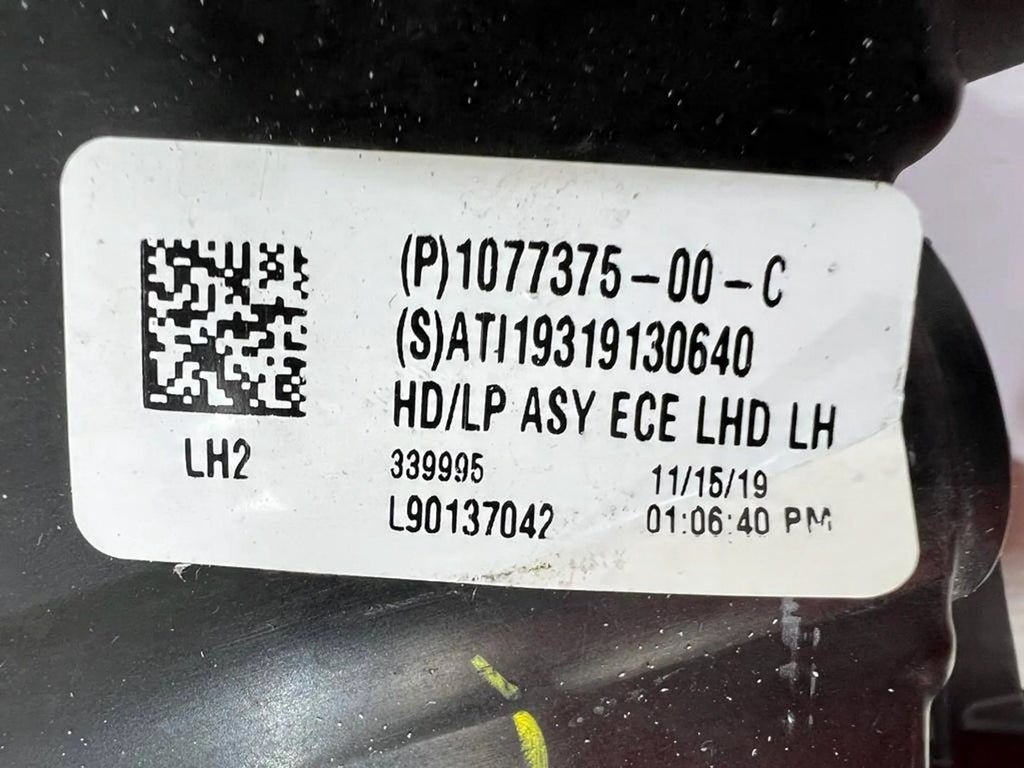 (P)1077375-00-C
(S)ATI19319130640
HD/LP ASY ECE LHD LH
LH2
339995 11/15/19
L90137042 01:06:40 PM